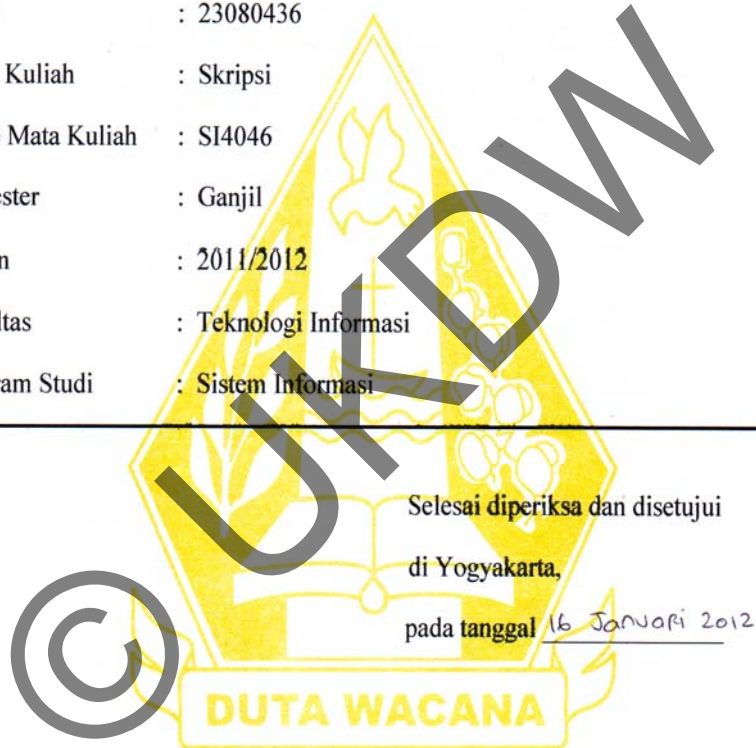 : 23080436
Kuliah : Skripsi
Mata Kuliah : SI4046
ester : Ganjil
n : 2011/2012
ltas : Teknologi Informasi
ram Studi : Sistem Informasi
Selesai diperiksa dan disetujui
di Yogyakarta,
pada tanggal 16 Januari 2012
© UKDW
DUTA WACANA